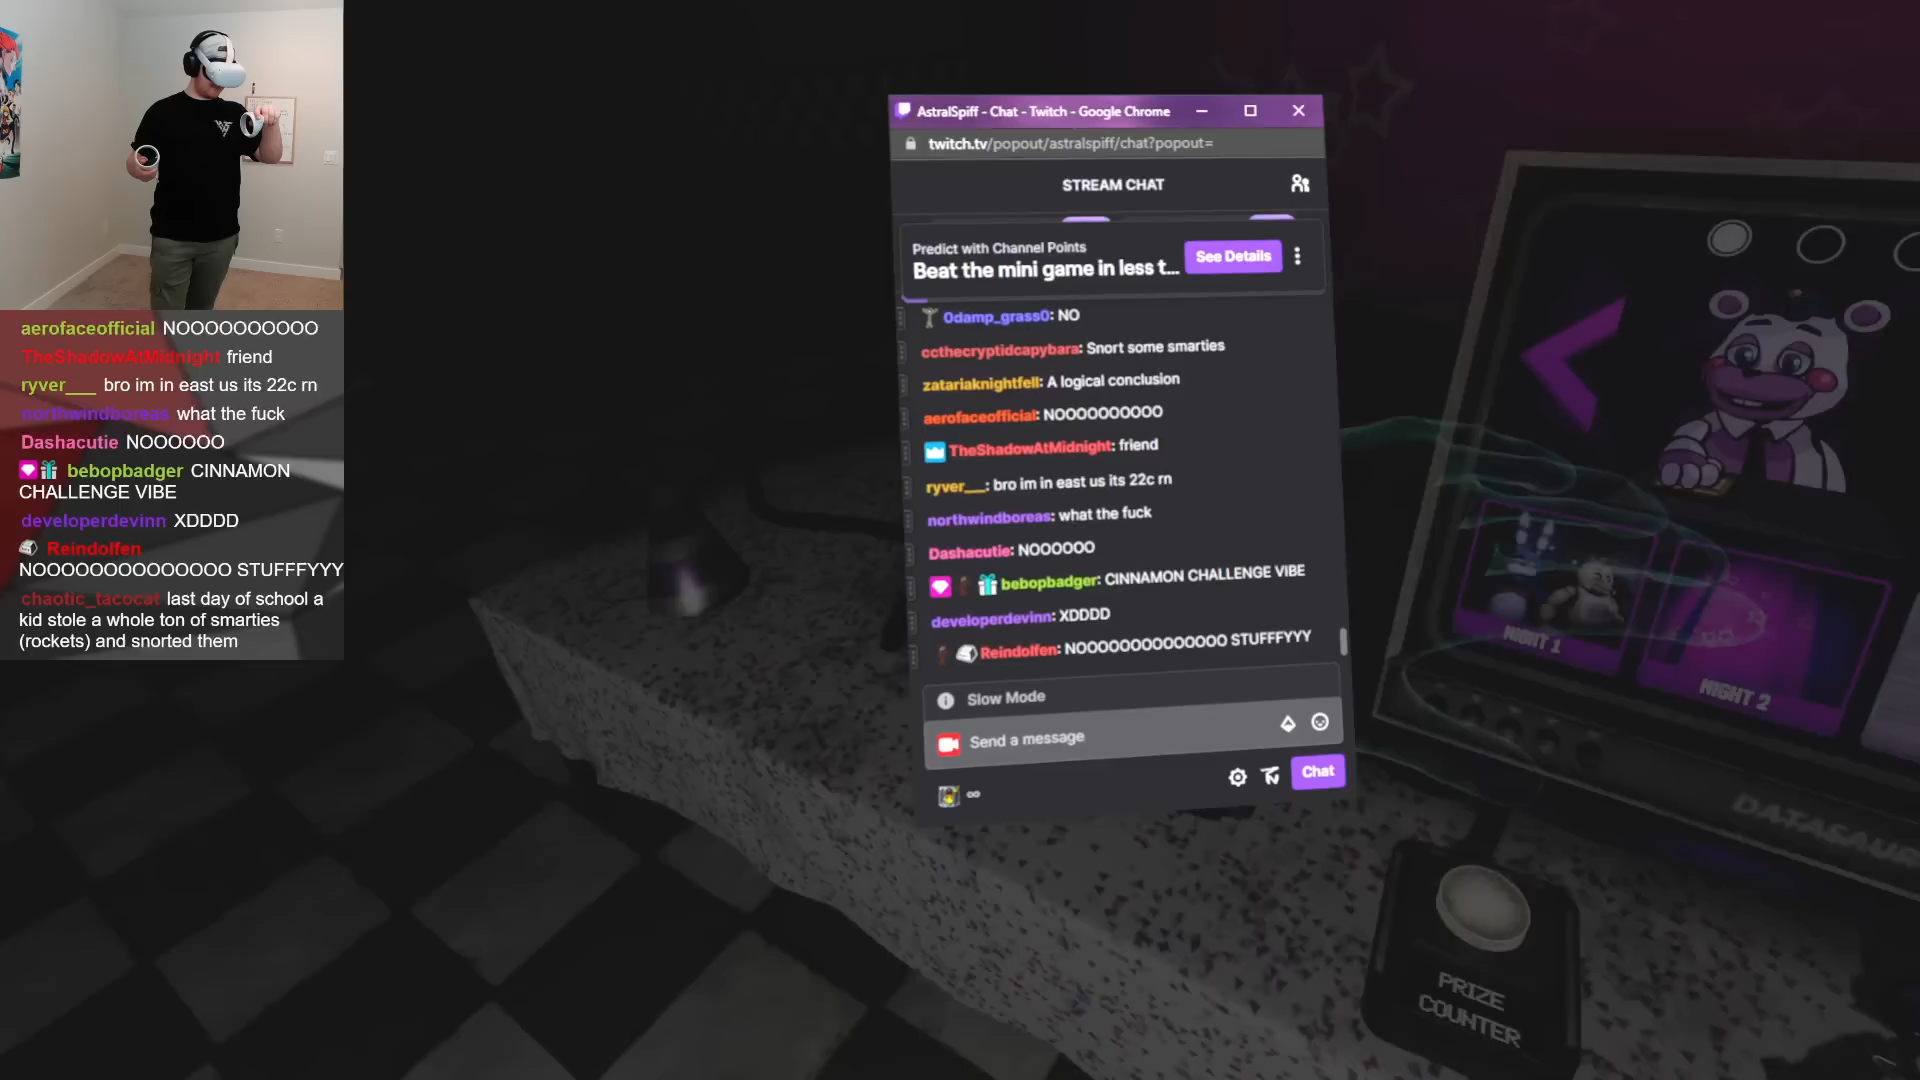 aerofaceofficial NOOOOOOOOOO
TheShadowAtMidnight friend
ryver___ bro im in east us its 22c rn
northwindboreas what the fuck
Dashacutie NOOOOOO
bebopbadger CINNAMON
CHALLENGE VIBE
developerdevinn XDDDD
Reindolfen
NOOOOOOOOOOOOOO STUFFFYYY
chaotic_tacocat last day of school a
kid stole a whole ton of smarties
(rockets) and snorted them
AstralSpiff - Chat - Twitch - Google Chrome
twitch.tv/popout/astralspiff/chat?popout=
STREAM CHAT
Predict with Channel Points
Beat the mini game in less t...
See Details
0damp_grass0: NO
ccthecryptidcapybara: Snort some smarties
zatariaknightfell: A logical conclusion
aerofaceofficial: NOOOOOOOOOO
TheShadowAtMidnight: friend
ryver___: bro im in east us its 22c rn
northwindboreas: what the fuck
Dashacutie: NOOOOOO
bebopbadger: CINNAMON CHALLENGE VIBE
developerdevinn: XDDDD
Reindolfen: NOOOOOOOOOOOOOO STUFFFYYY
Slow Mode
Send a message
∞
Chat
NIGHT 1
NIGHT 2
DATASAUR
PRIZE
COUNTER